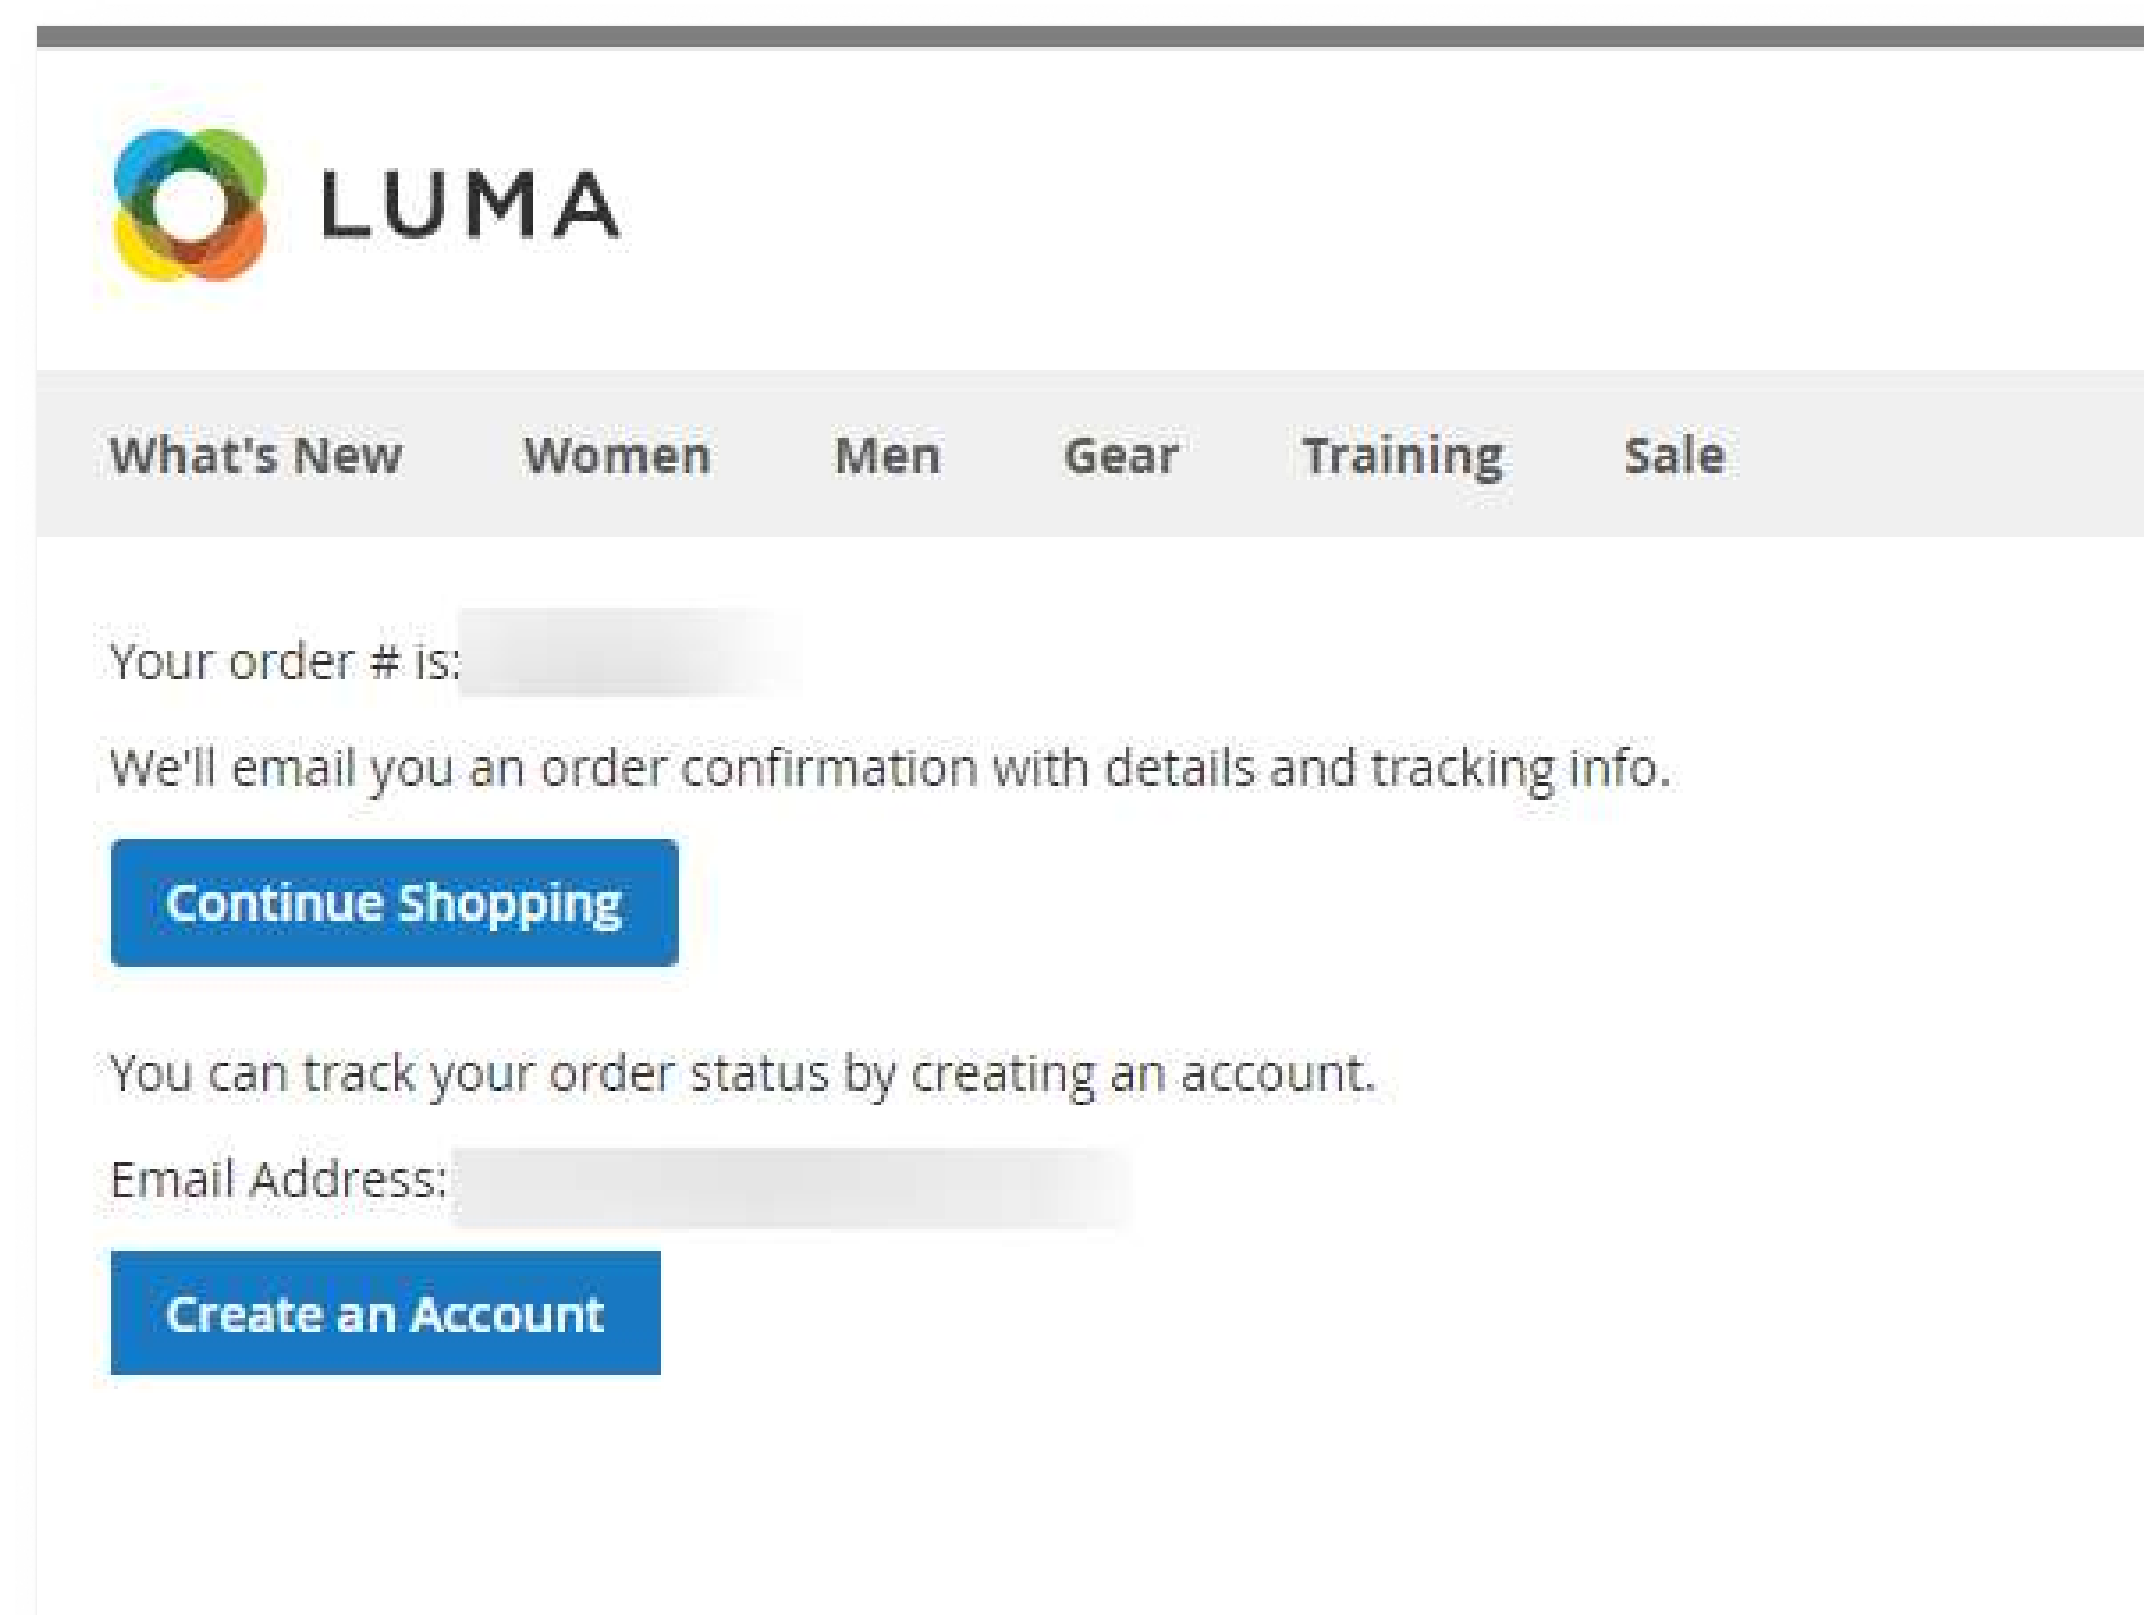 LUMA
What's New Women Men Gear Training Sale
Your order # is:
We'll email you an order confirmation with details and tracking info.
Continue Shopping
You can track your order status by creating an account.
Email Address:
Create an Account